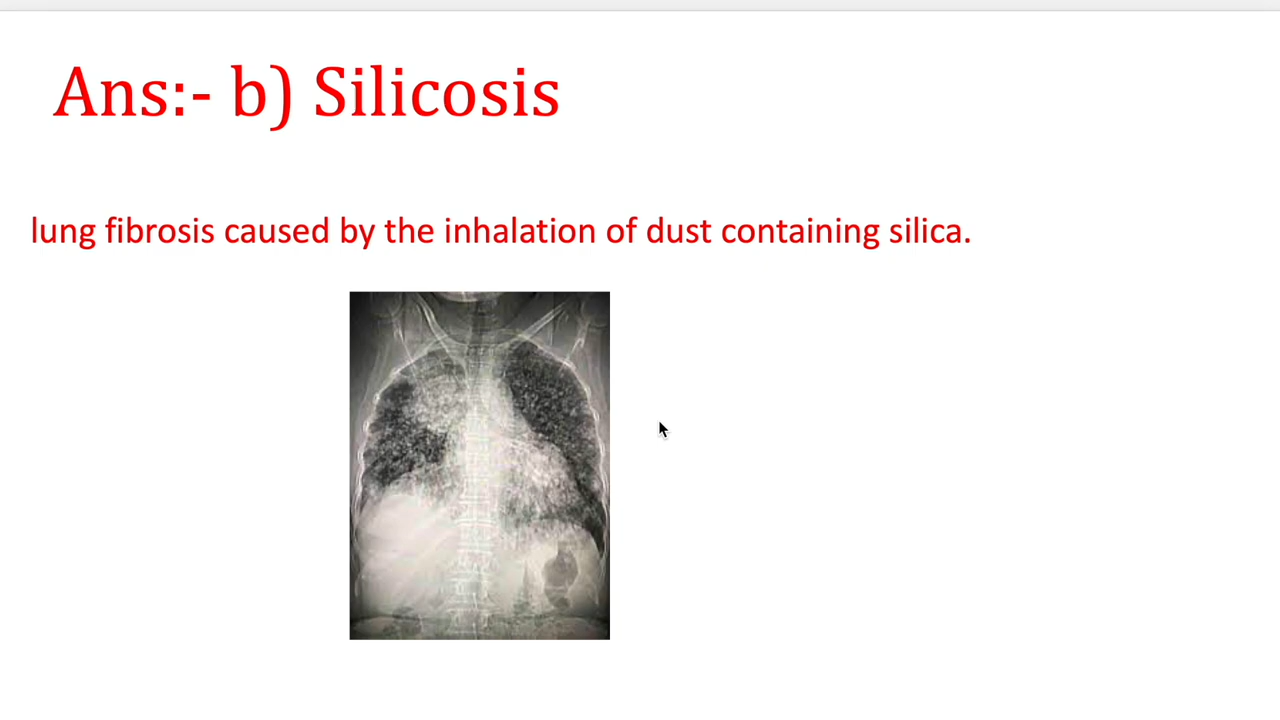 Ans:- b) Silicosis
lung fibrosis caused by the inhalation of dust containing silica.